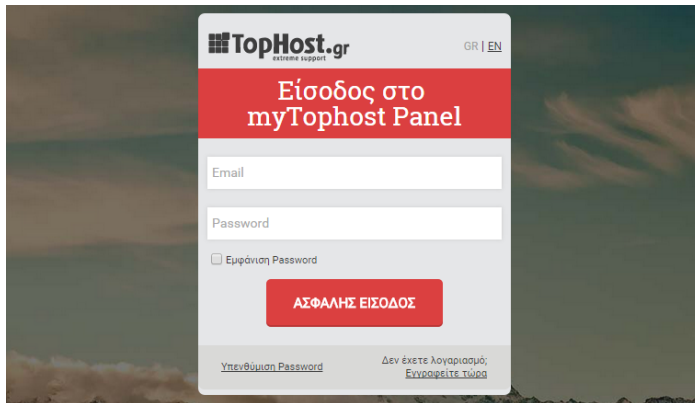 TopHost.gr
extreme support
GR | EN
Είσοδος στο
myTophost Panel
Email
Password
Εμφάνιση Password
ΑΣΦΑΛΗΣ ΕΙΣΟΔΟΣ
Υπενθύμιση Password
Δεν έχετε λογαριασμό;
Εγγραφείτε τώρα